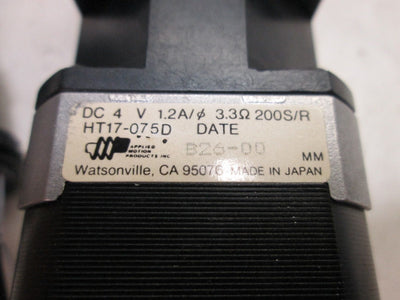 DC 4 V 1.2A/ø 3.3Ω 200S/R
HT17-075D DATE
APPLIED
MOTION
PRODUCTS INC
B26-00
MM
Watsonville, CA 95076 MADE IN JAPAN